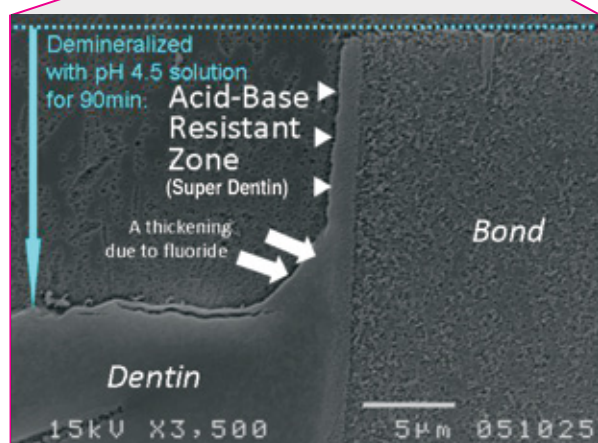 Demineralized
with pH 4.5 solution
for 90min.
Acid-Base
Resistant
Zone
(Super Dentin)
A thickening
due to fluoride
Bond
Dentin
15kV X3,500 5μm 051025